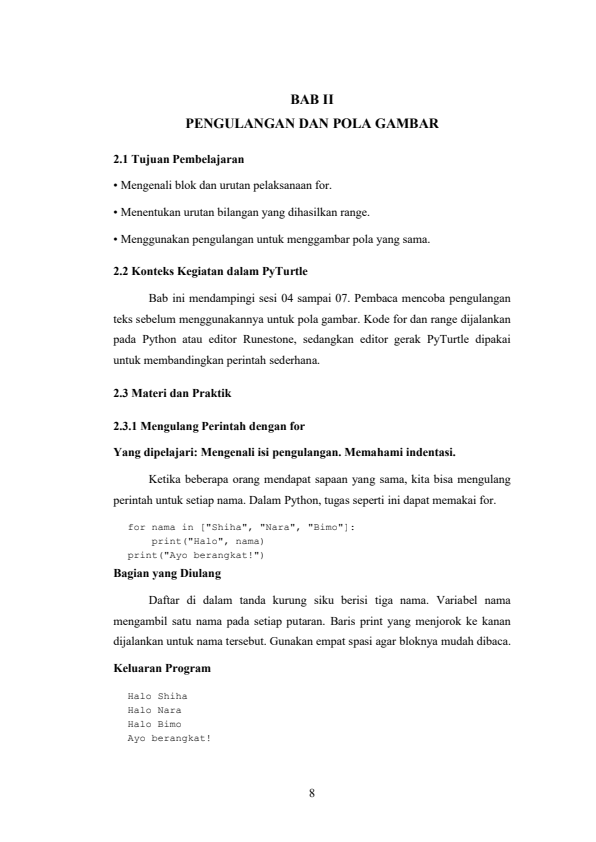 BAB II
PENGULANGAN DAN POLA GAMBAR
2.1 Tujuan Pembelajaran
• Mengenali blok dan urutan pelaksanaan for.
• Menentukan urutan bilangan yang dihasilkan range.
• Menggunakan pengulangan untuk menggambar pola yang sama.
2.2 Konteks Kegiatan dalam PyTurtle
Bab ini mendampingi sesi 04 sampai 07. Pembaca mencoba pengulangan
teks sebelum menggunakannya untuk pola gambar. Kode for dan range dijalankan
pada Python atau editor Runestone, sedangkan editor gerak PyTurtle dipakai
untuk membandingkan perintah sederhana.
2.3 Materi dan Praktik
2.3.1 Mengulang Perintah dengan for
Yang dipelajari: Mengenali isi pengulangan. Memahami indentasi.
Ketika beberapa orang mendapat sapaan yang sama, kita bisa mengulang
perintah untuk setiap nama. Dalam Python, tugas seperti ini dapat memakai for.
for nama in ["Shiha", "Nara", "Bimo"]:
    print("Halo", nama)
print("Ayo berangkat!")
Bagian yang Diulang
Daftar di dalam tanda kurung siku berisi tiga nama. Variabel nama
mengambil satu nama pada setiap putaran. Baris print yang menjorok ke kanan
dijalankan untuk nama tersebut. Gunakan empat spasi agar bloknya mudah dibaca.
Keluaran Program
Halo Shiha
Halo Nara
Halo Bimo
Ayo berangkat!
8